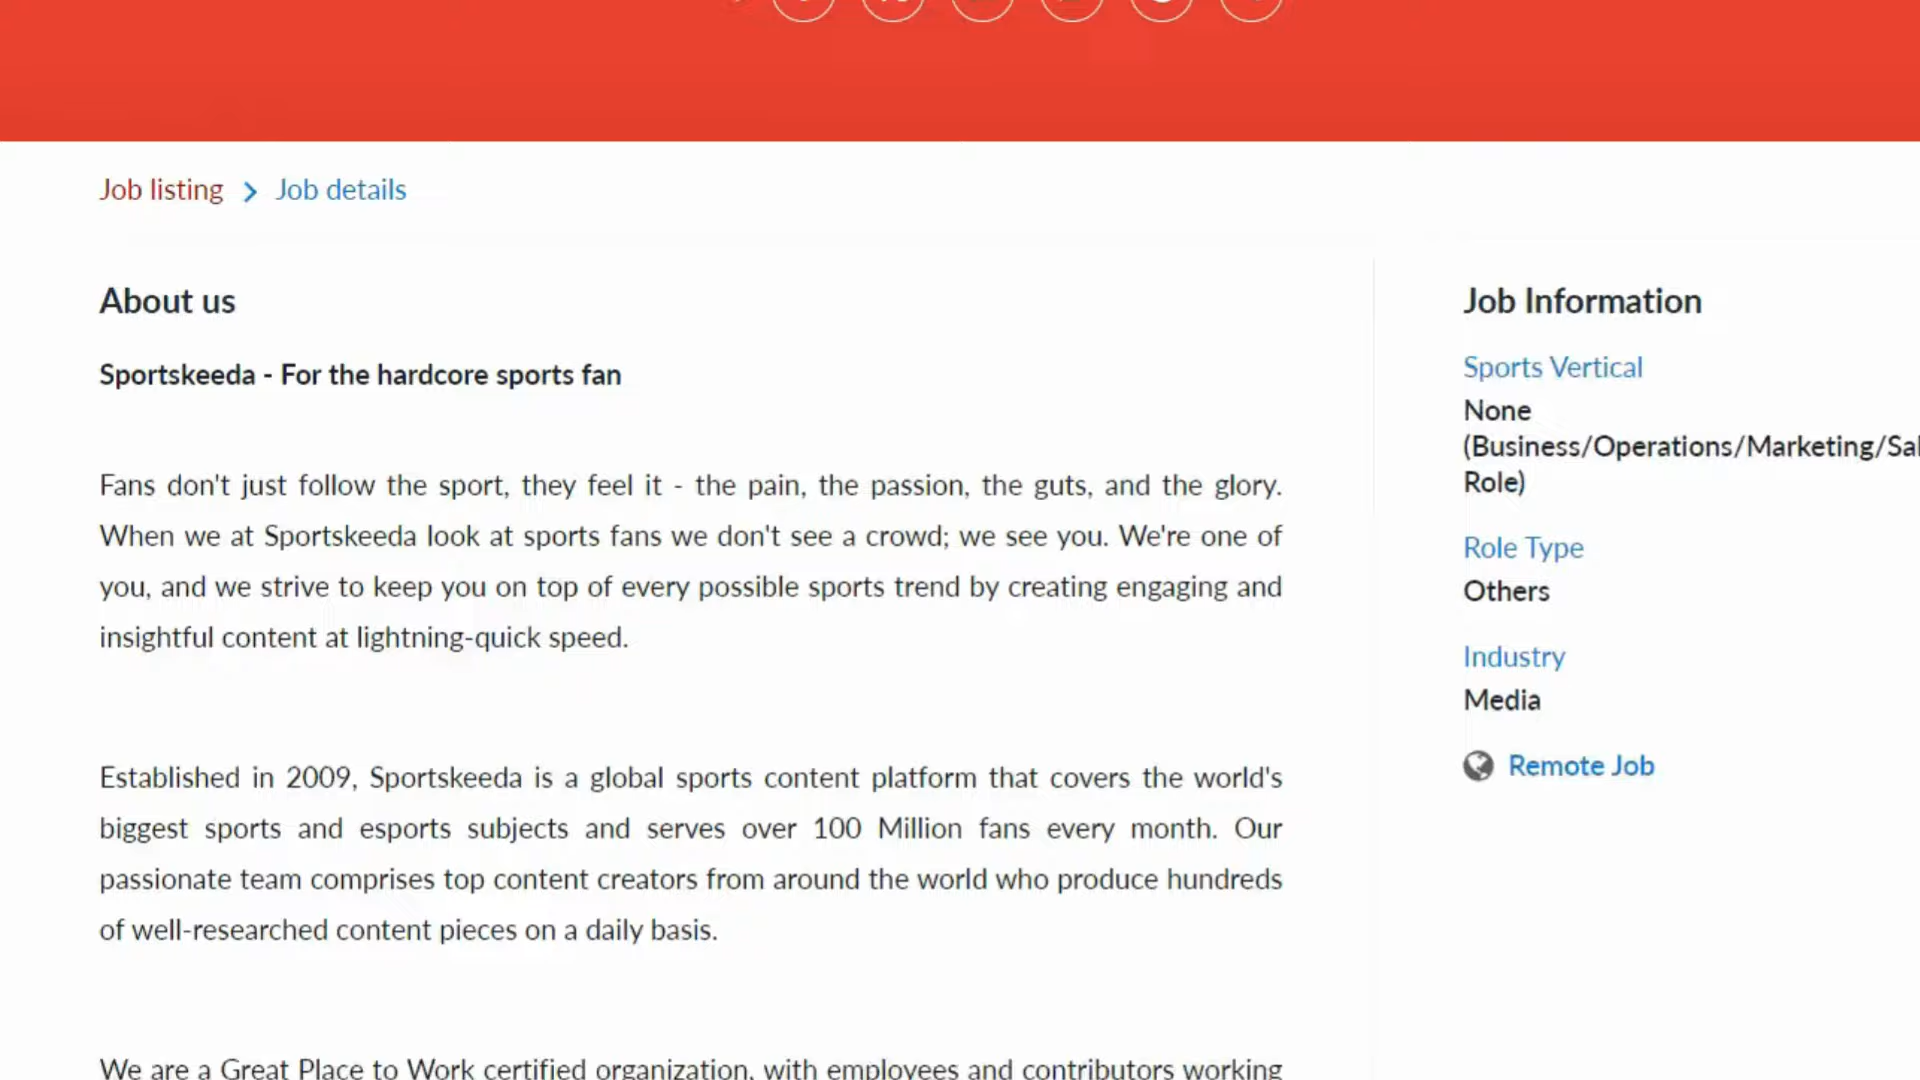 Job listing > Job details
About us
Sportskeeda - For the hardcore sports fan
Fans don't just follow the sport, they feel it - the pain, the passion, the guts, and the glory.
When we at Sportskeeda look at sports fans we don't see a crowd; we see you. We're one of
you, and we strive to keep you on top of every possible sports trend by creating engaging and
insightful content at lightning-quick speed.
Established in 2009, Sportskeeda is a global sports content platform that covers the world's
biggest sports and esports subjects and serves over 100 Million fans every month. Our
passionate team comprises top content creators from around the world who produce hundreds
of well-researched content pieces on a daily basis.
We are a Great Place to Work certified organization, with employees and contributors working
Job Information
Sports Vertical
None
(Business/Operations/Marketing/Sal
Role)
Role Type
Others
Industry
Media
Remote Job